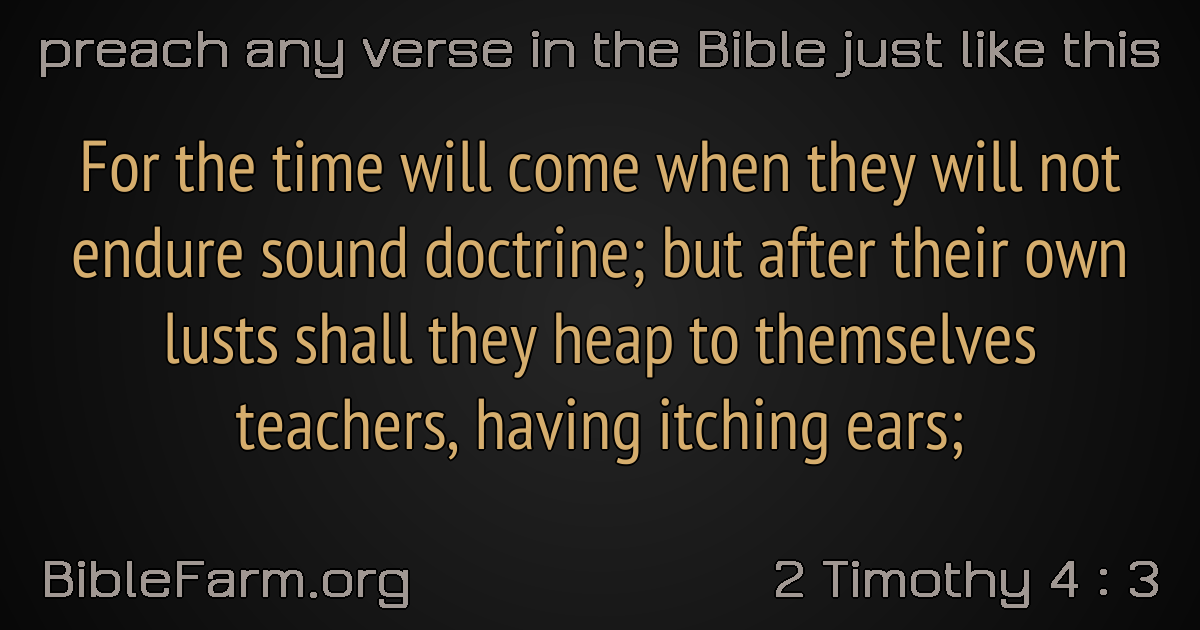 preach any verse in the Bible just like this
For the time will come when they will not
endure sound doctrine; but after their own
lusts shall they heap to themselves
teachers, having itching ears;
BibleFarm.org
2 Timothy 4 : 3